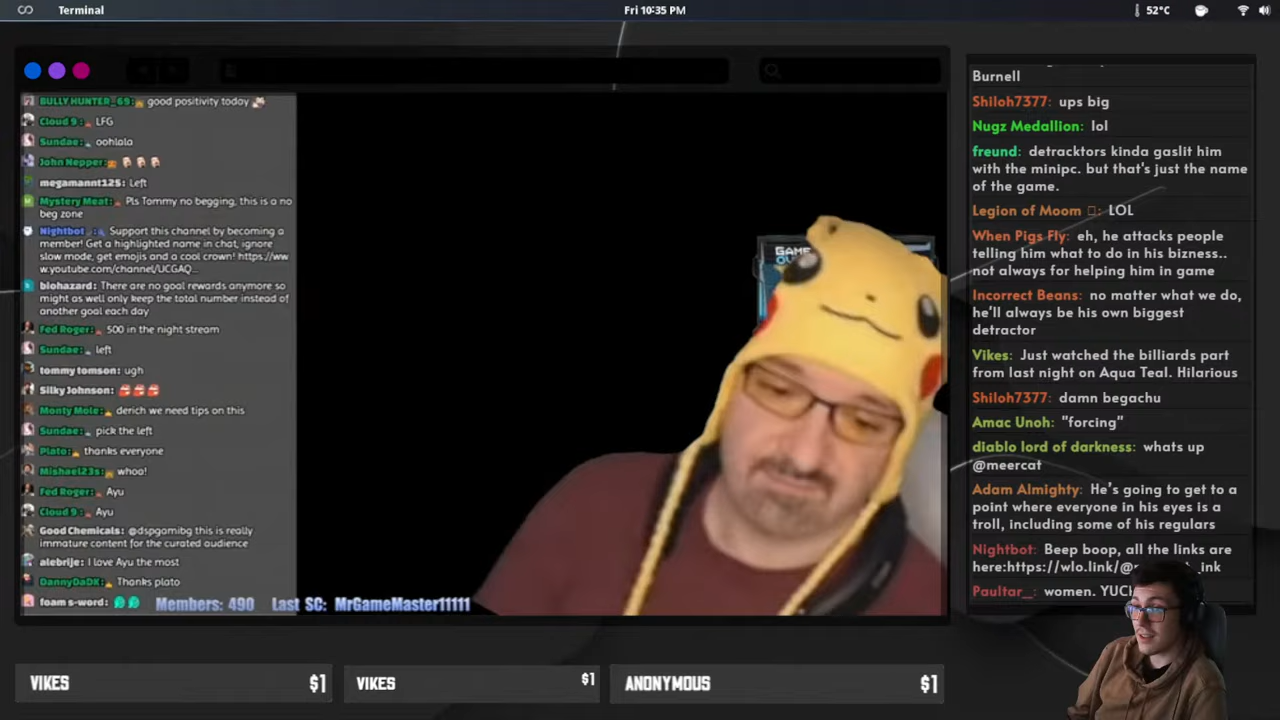 Terminal
Fri 10:35 PM
52°C
BULLY HUNTER_69: good positivity today
Cloud 9: LFG
Sundae: oohlala
John Nepper:
megamannt125: Left
Mystery Meat: Pls Tommy no begging, this is a no
beg zone
Nightbot: Support this channel by becoming a
member! Get a highlighted name in chat, ignore
slow mode, get emojis and a cool crown! https://ww
w.youtube.com/channel/UCGAQ...
biohazard: There are no goal rewards anymore so
might as well only keep the total number instead of
another goal each day
Fed Roger: 500 in the night stream
Sundae: left
tommy tomson: ugh
Silky Johnson:
Monty Mole: derich we need tips on this
Sundae: pick the left
Plato: thanks everyone
Mishael23s: whoo!
Fed Roger: Ayu
Cloud 9: Ayu
Good Chemicals: @dspgamibg this is really
immature content for the curated audience
alebrije: I love Ayu the most
DannyDaDK: Thanks plato
foam s-word:
Members: 490 Last SC: MrGameMaster11111
GAME
Burnell
Shiloh7377: ups big
Nugz Medallion: lol
freund: detracktors kinda gaslit him
with the minipc. but that's just the name
of the game.
Legion of Moom : LOL
When Pigs Fly: eh, he attacks people
telling him what to do in his bizness..
not always for helping him in game
Incorrect Beans: no matter what we do,
he'll always be his own biggest
detractor
Vikes: Just watched the billiards part
from last night on Aqua Teal. Hilarious
Shiloh7377: damn begachu
Amac Unoh: "forcing"
diablo lord of darkness: whats up
@meercat
Adam Almighty: He's going to get to a
point where everyone in his eyes is a
troll, including some of his regulars
Nightbot: Beep boop, all the links are
here:https://wlo.link/@
Paultar_: women. YUC
VIKES $1
VIKES $1
ANONYMOUS $1